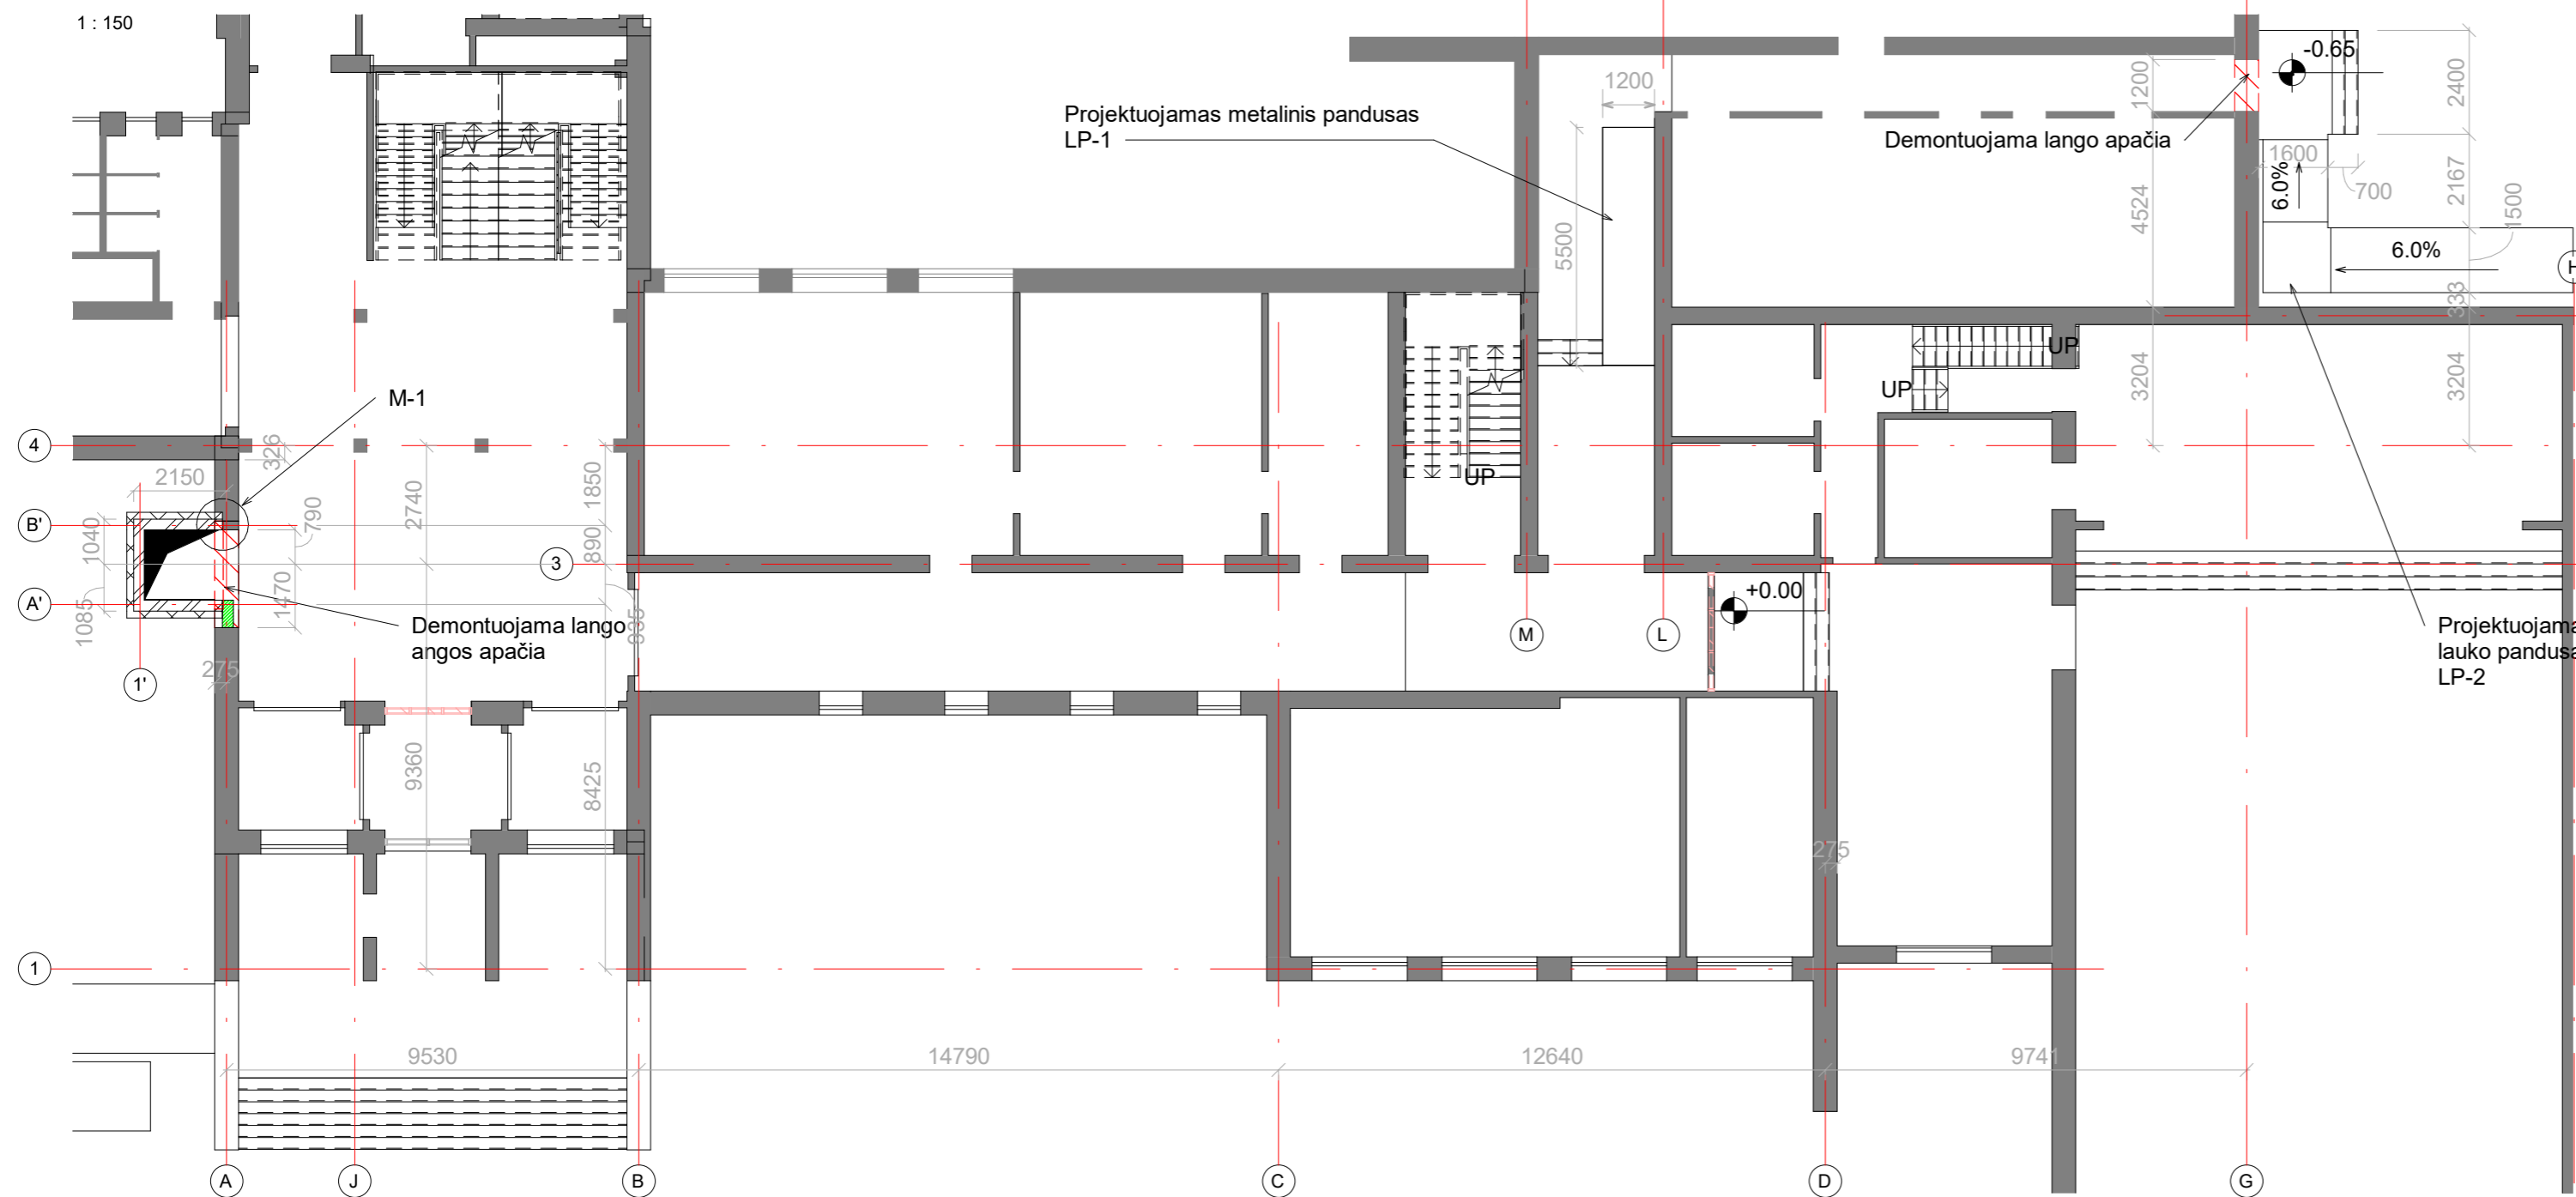 1 : 150
-0.65
1200
1200
2400
Projektuojamas metalinis pandusas
LP-1
Demontuojama lango apačia
1600
700
6.0%
2167
1500
4524
5500
6.0%
H
333
UP
UP
3204
3204
M-1
4
326
2150
1850
2740
UP
790
B'
1040
890
3
A'
1085
1470
935
+0.00
Demontuojama lango
angos apačia
M
L
Projektuojama
lauko pandusa
LP-2
275
1'
9360
8425
275
1
9530
14790
12640
9741
A
J
B
C
D
G